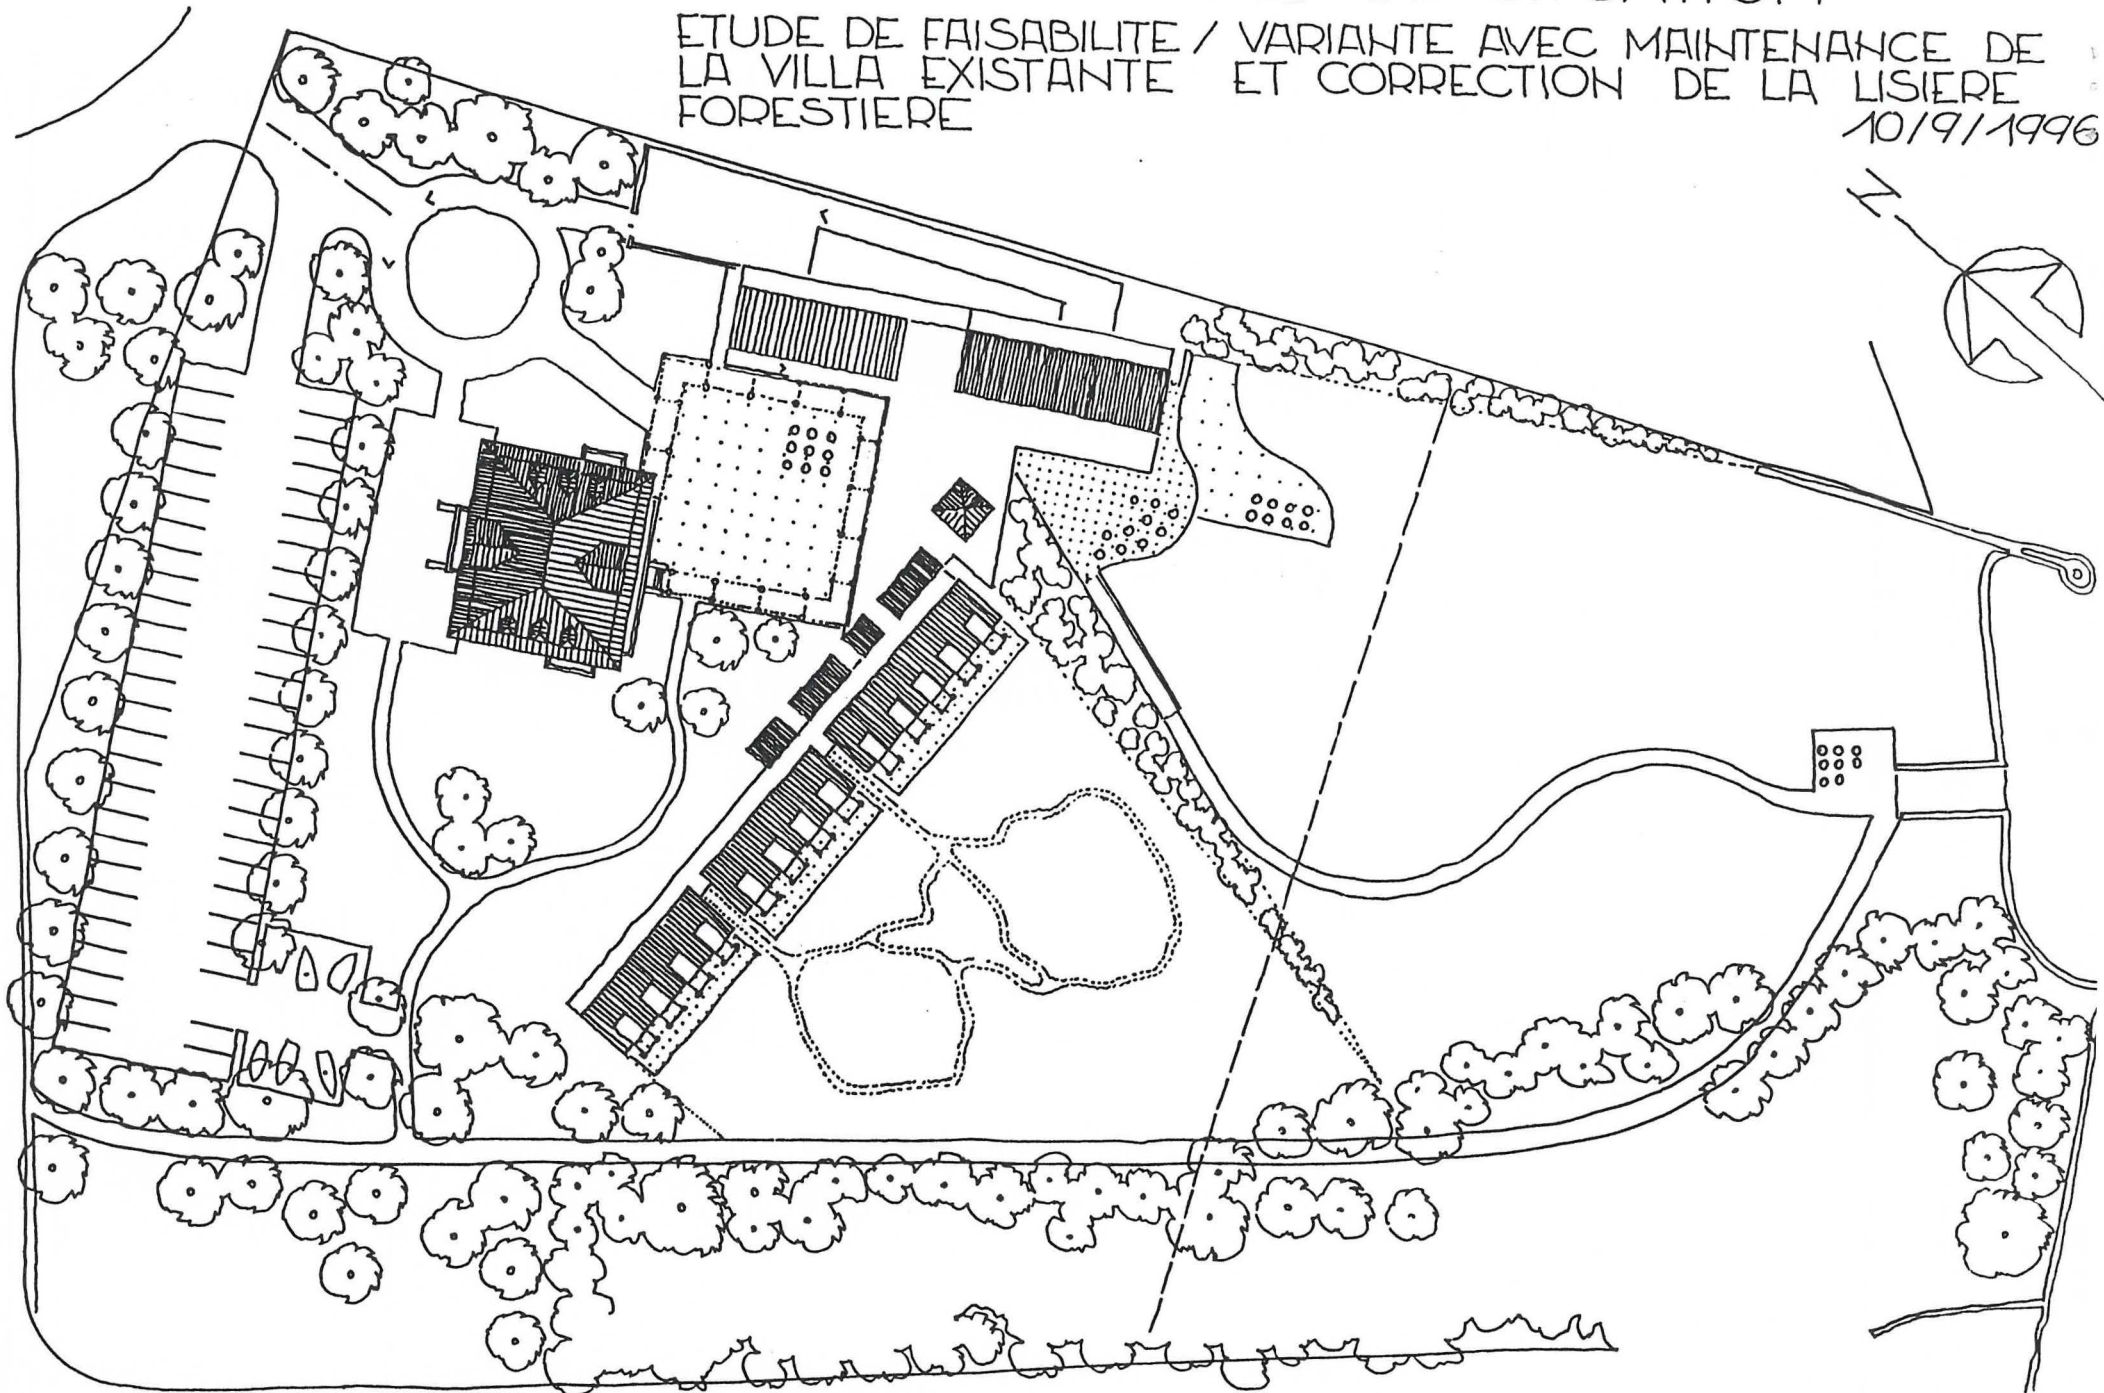 ETUDE DE FAISABILITE / VARIANTE AVEC MAINTENANCE DE
LA VILLA EXISTANTE ET CORRECTION DE LA LISIERE
FORESTIERE
10/9/1996
N